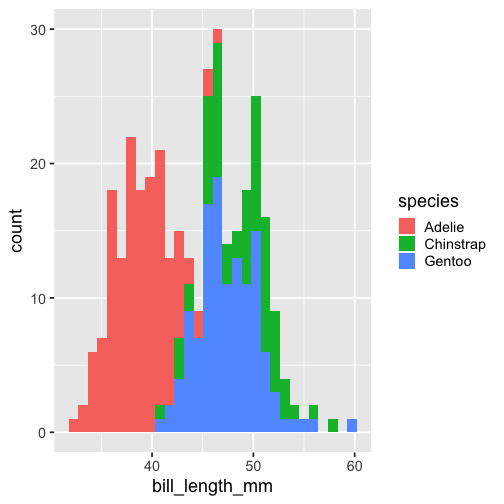 30
20
10
0
count
40
50
60
bill_length_mm
species
Adelie
Chinstrap
Gentoo